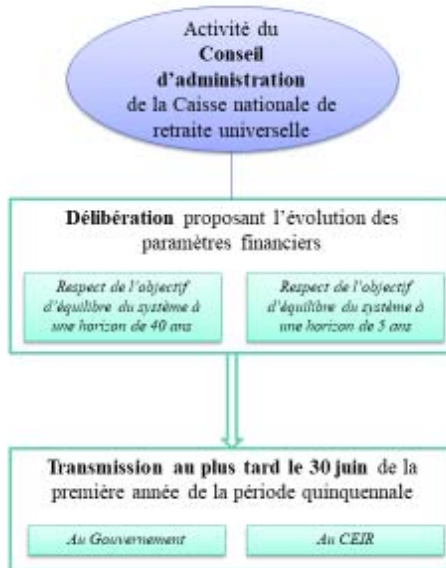 Activité du
Conseil
d'administration
de la Caisse nationale de
retraite universelle
Délibération proposant l'évolution des
paramètres financiers
Respect de l'objectif
d'équilibre du système à
une horizon de 40 ans
Respect de l'objectif
d'équilibre du système à
une horizon de 5 ans
Transmission au plus tard le 30 juin de la
première année de la période quinquennale
Au Gouvernement
Au CEIR